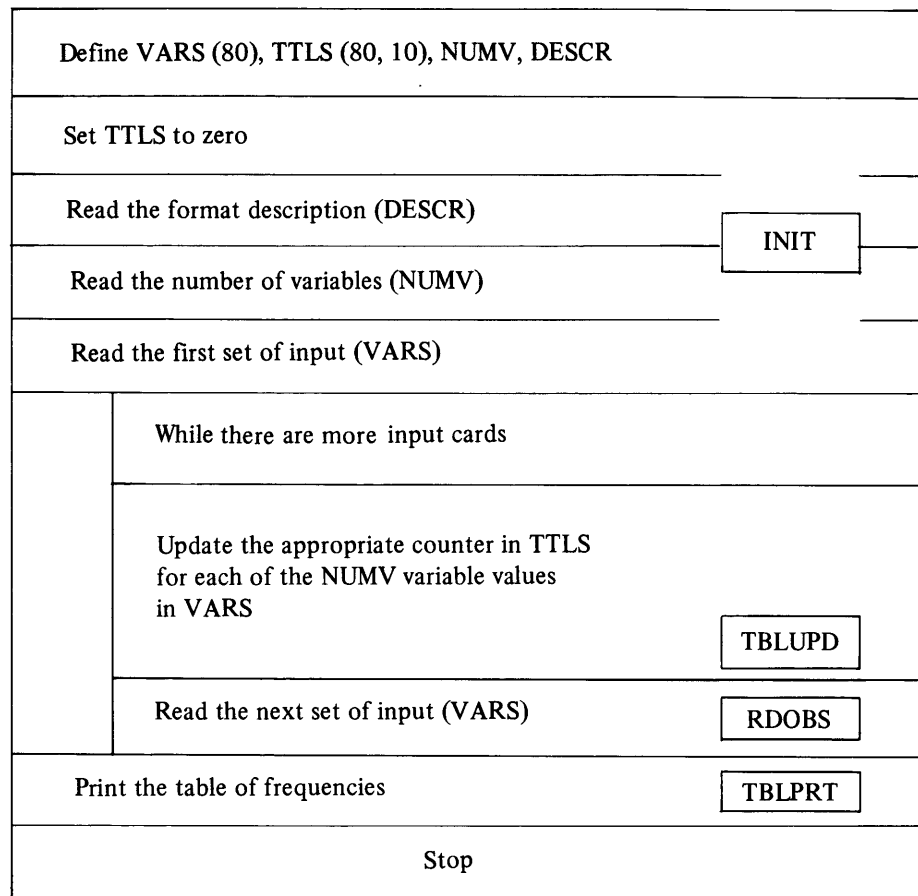 Define VARS (80), TTLS (80, 10), NUMV, DESCR
Set TTLS to zero
Read the format description (DESCR)
INIT
Read the number of variables (NUMV)
Read the first set of input (VARS)
While there are more input cards
Update the appropriate counter in TTLS
for each of the NUMV variable values
in VARS
TBLUPD
Read the next set of input (VARS)
RDOBS
Print the table of frequencies
TBLPRT
Stop